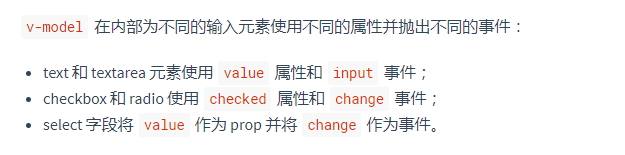 v-model 在内部为不同的输入元素使用不同的属性并抛出不同的事件：
• text 和 textarea 元素使用 value 属性和 input 事件；
• checkbox 和 radio 使用 checked 属性和 change 事件；
• select 字段将 value 作为 prop 并将 change 作为事件。